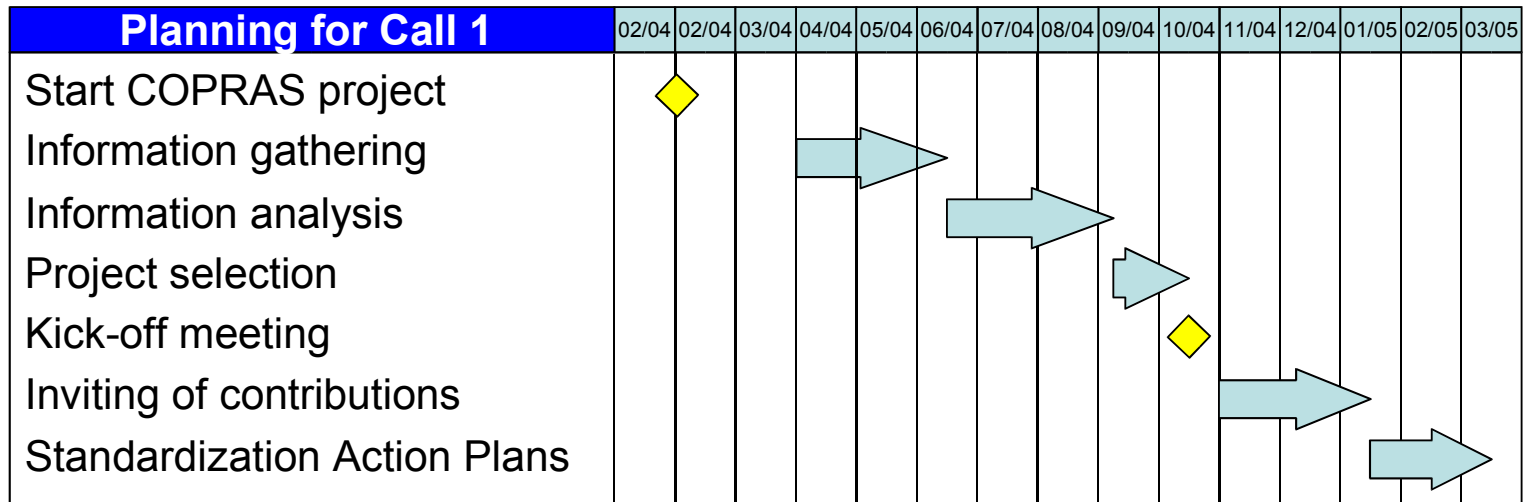 Planning for Call 1 02/04 02/04 03/04 04/04 05/04 06/04 07/04 08/04 09/04 10/04 11/04 12/04 01/05 02/05 03/05
Start COPRAS project
Information gathering
Information analysis
Project selection
Kick-off meeting
Inviting of contributions
Standardization Action Plans